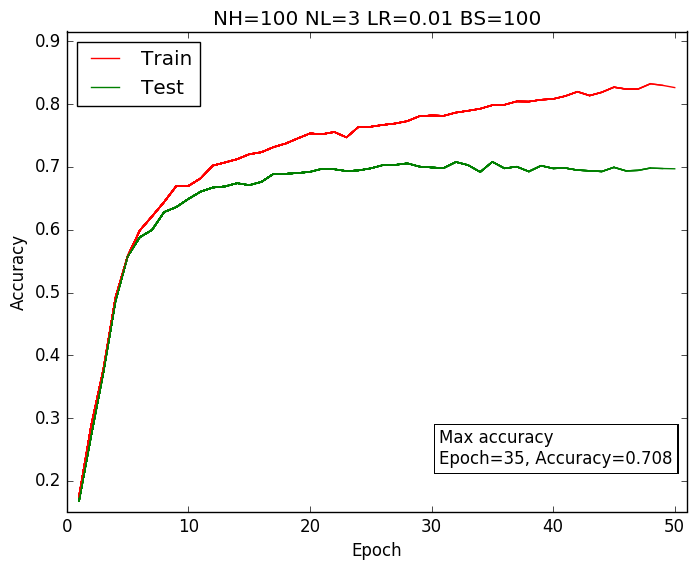 NH=100 NL=3 LR=0.01 BS=100
0.9
0.8
0.7
0.6
0.5
0.4
0.3
0.2
Accuracy
Train
Test
Max accuracy
Epoch=35, Accuracy=0.708
0 10 20 30 40 50
Epoch